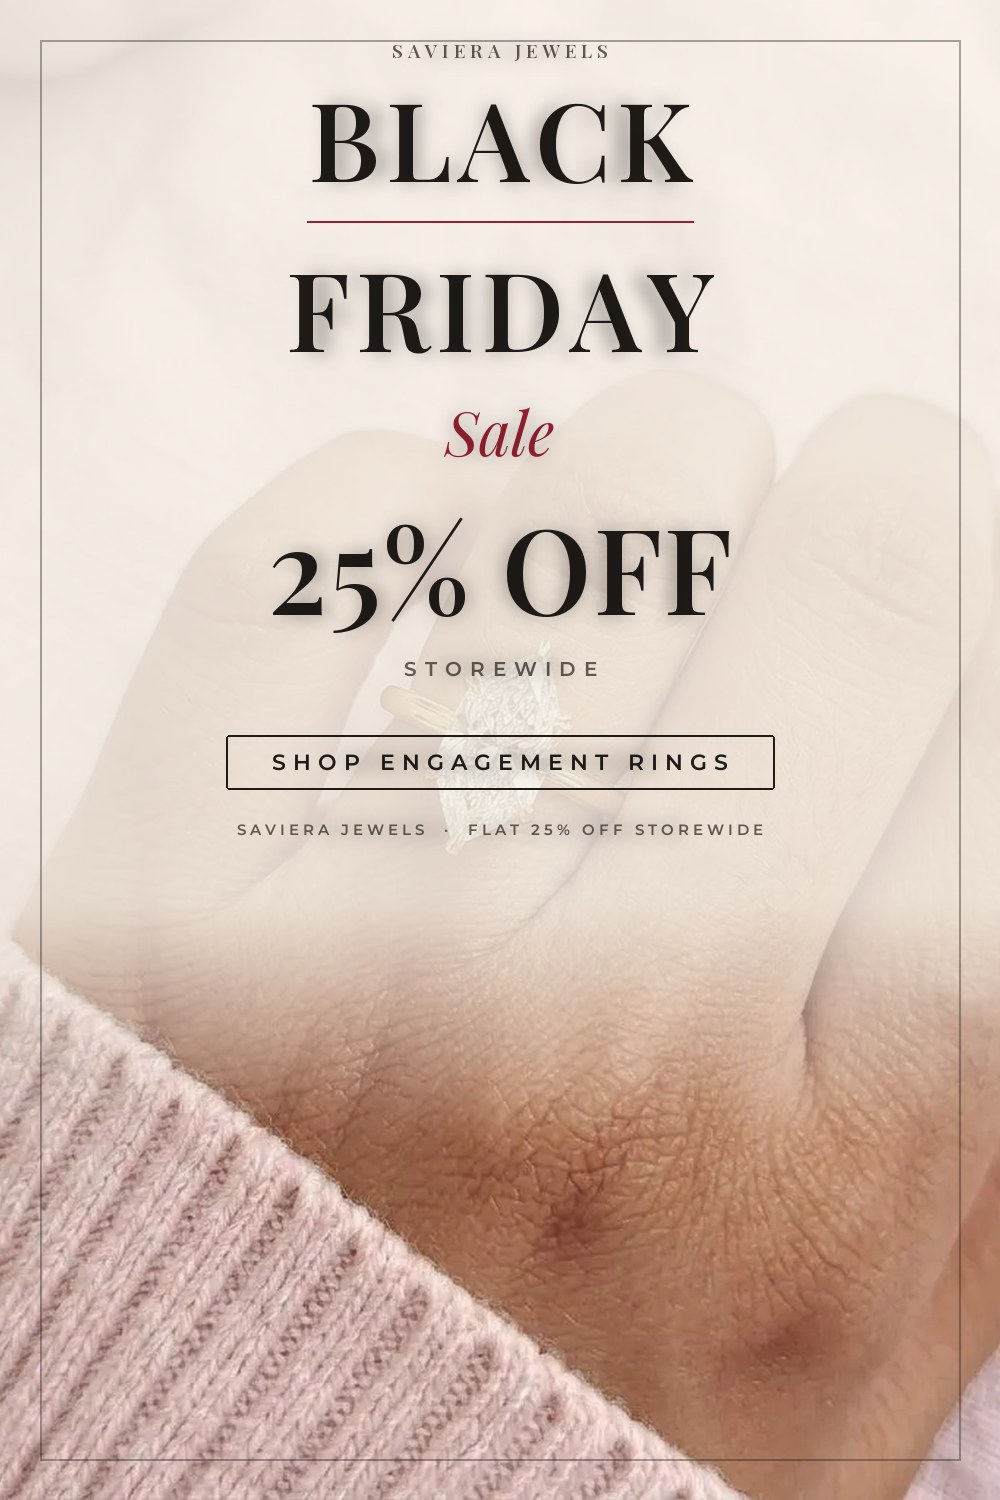 SAVIERA JEWELS
BLACK
FRIDAY
Sale
25% OFF
STOREWIDE
SHOP ENGAGEMENT RINGS
SAVIERA JEWELS · FLAT 25% OFF STOREWIDE